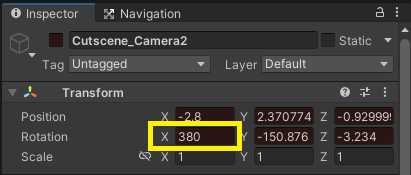 Inspector Navigation
Cutscene_Camera2 Static
Tag Untagged Layer Default
Transform
Position X -2.8 Y 2.370774 Z -0.929999
Rotation X 380 Y -150.876 Z -3.234
Scale X 1 Y 1 Z 1